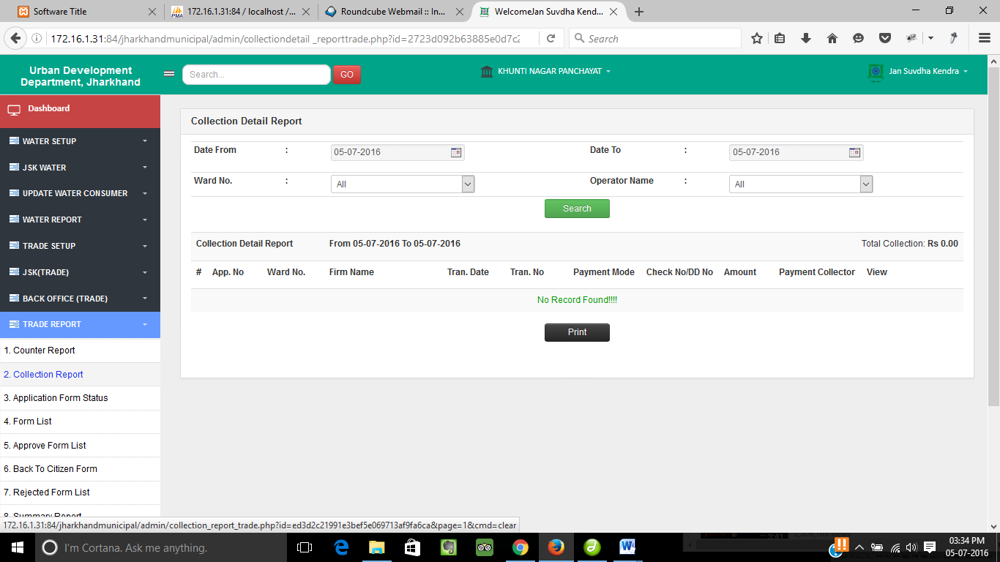 Software Title
172.16.1.31:84 / localhost /...
Roundcube Webmail :: In...
WelcomeJan Suvdha Kend...
172.16.1.31:84/jharkhandmunicipal/admin/collectiondetail _reporttrade.php?id=2723d092b63885e0d7c2
Search
Urban Development
Department, Jharkhand
Search...
GO
KHUNTI NAGAR PANCHAYAT
Jan Suvdha Kendra
Dashboard
WATER SETUP
JSK WATER
UPDATE WATER CONSUMER
WATER REPORT
TRADE SETUP
JSK(TRADE)
BACK OFFICE (TRADE)
TRADE REPORT
1. Counter Report
2. Collection Report
3. Application Form Status
4. Form List
5. Approve Form List
6. Back To Citizen Form
7. Rejected Form List
8. Summary Report
Collection Detail Report
Date From : 05-07-2016 Date To : 05-07-2016
Ward No. : All Operator Name : All
Search
Collection Detail Report From 05-07-2016 To 05-07-2016 Total Collection: Rs 0.00
# App. No Ward No. Firm Name Tran. Date Tran. No Payment Mode Check No/DD No Amount Payment Collector View
No Record Found!!!!
Print
172.16.1.31:84/jharkhandmunicipal/admin/collection_report_trade.php?id=ed3d2c21991e3bef5e069713af9fa6ca&page=1&cmd=clear
I'm Cortana. Ask me anything.
03:34 PM
05-07-2016